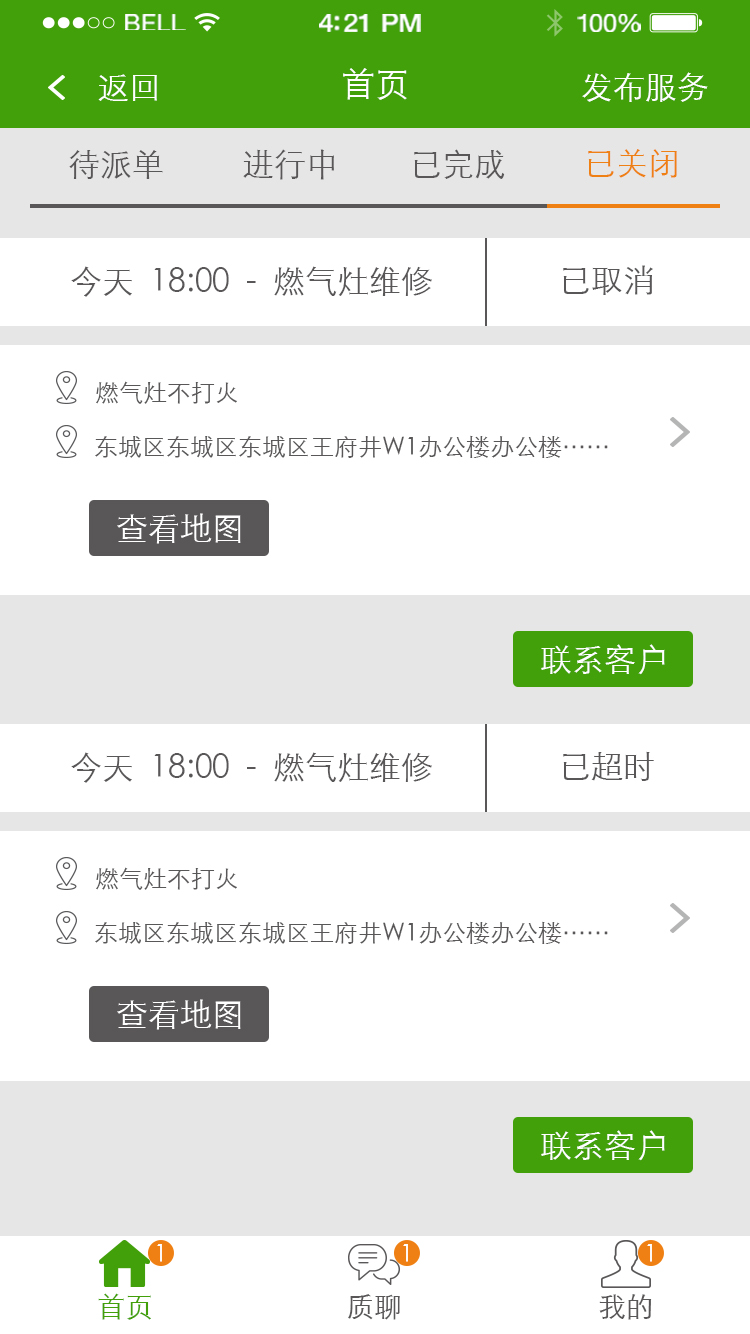 BELL 4:21 PM 100%
返回 首页 发布服务
待派单 进行中 已完成 已关闭
今天 18:00 - 燃气灶维修 已取消
燃气灶不打火
东城区东城区东城区王府井W1办公楼办公楼……
查看地图
联系客户
今天 18:00 - 燃气灶维修 已超时
燃气灶不打火
东城区东城区东城区王府井W1办公楼办公楼……
查看地图
联系客户
1 1 1
首页 质聊 我的